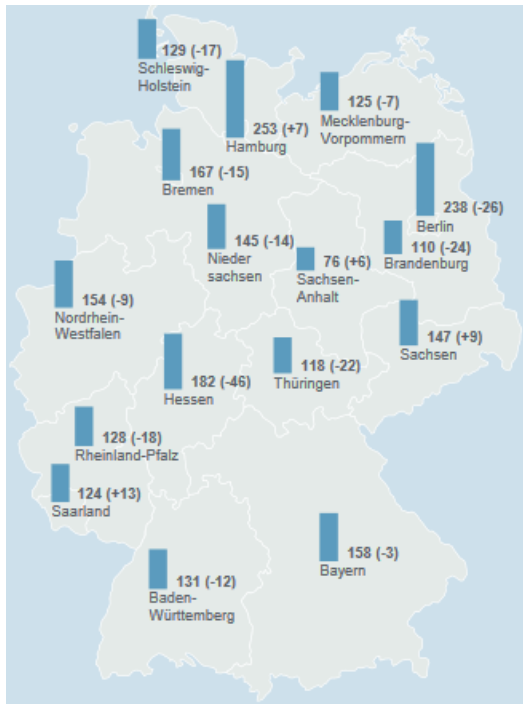 129 (-17)
Schleswig-
Holstein
253 (+7)
Hamburg
125 (-7)
Mecklenburg-
Vorpommern
167 (-15)
Bremen
238 (-26)
Berlin
145 (-14)
Nieder
sachsen
76 (+6)
Sachsen-
Anhalt
110 (-24)
Brandenburg
154 (-9)
Nordrhein-
Westfalen
147 (+9)
Sachsen
182 (-46)
Hessen
118 (-22)
Thüringen
128 (-18)
Rheinland-Pfalz
124 (+13)
Saarland
158 (-3)
Bayern
131 (-12)
Baden-
Württemberg